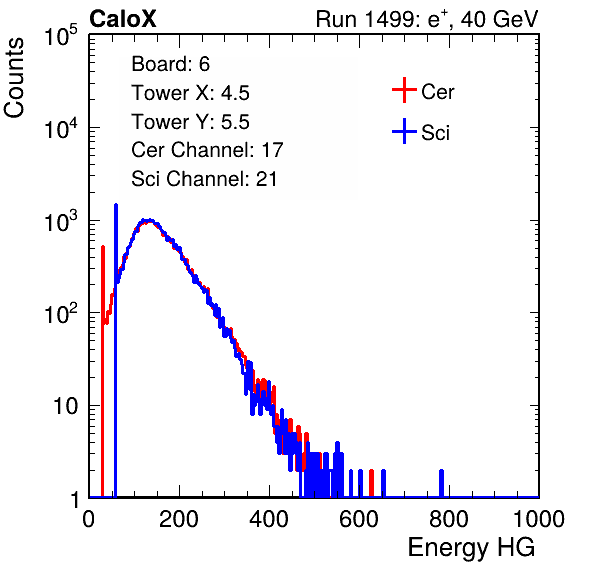 CaloX Run 1499: e⁺, 40 GeV
Board: 6
Tower X: 4.5
Tower Y: 5.5
Cer Channel: 17
Sci Channel: 21
Cer
Sci
Counts
10⁵
10⁴
10³
10²
10
1
0 200 400 600 800 1000
Energy HG